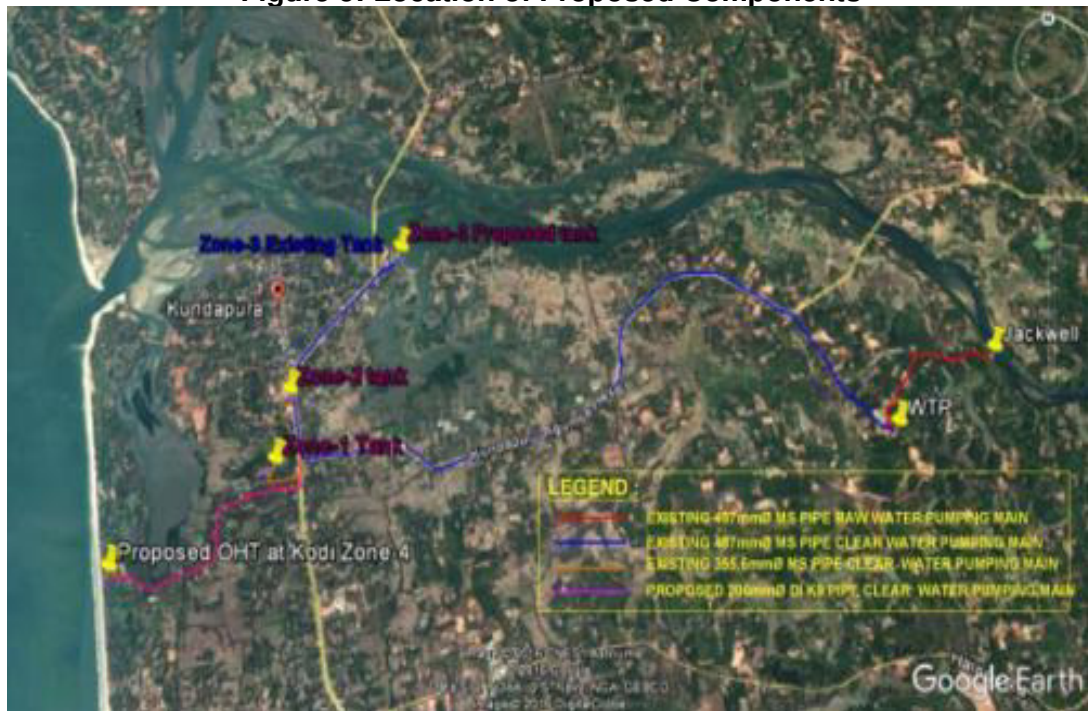 Figure 3: Location of Proposed Components
N
Zone-3 Existing Tank
Zone-3 Proposed tank
Kundapura
Jackwell
Zone-2 tank
WTP
Zone-1 Tank
LEGEND :
EXISTING 457mmØ MS PIPE RAW WATER PUMPING MAIN
EXISTING 457mmØ MS PIPE CLEAR WATER PUMPING MAIN
Proposed OHT at Kodi Zone-4
EXISTING 355.6mmØ MS PIPE CLEAR WATER PUMPING MAIN
PROPOSED 200mmØ DI K9 PIPE CLEAR WATER PUMPING MAIN
Google Earth